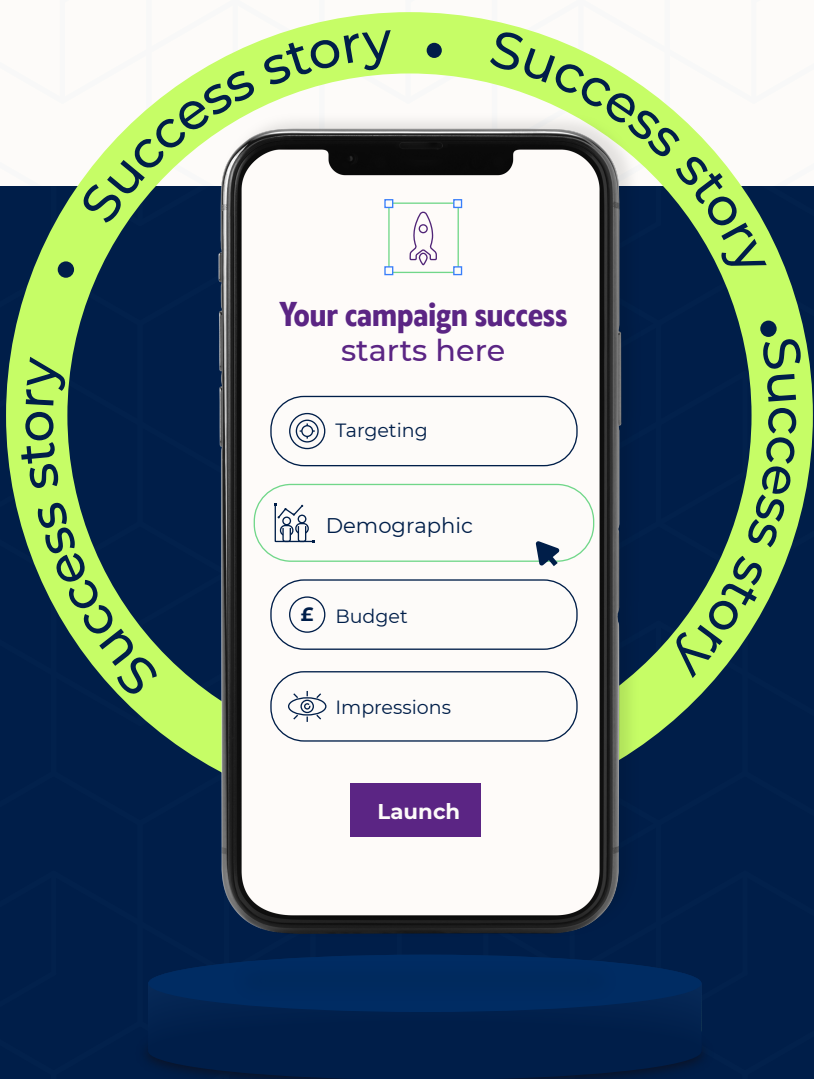 Success story • Success story
• Success story
• Success story
Your campaign success
starts here
Targeting
Demographic
£ Budget
Impressions
Launch